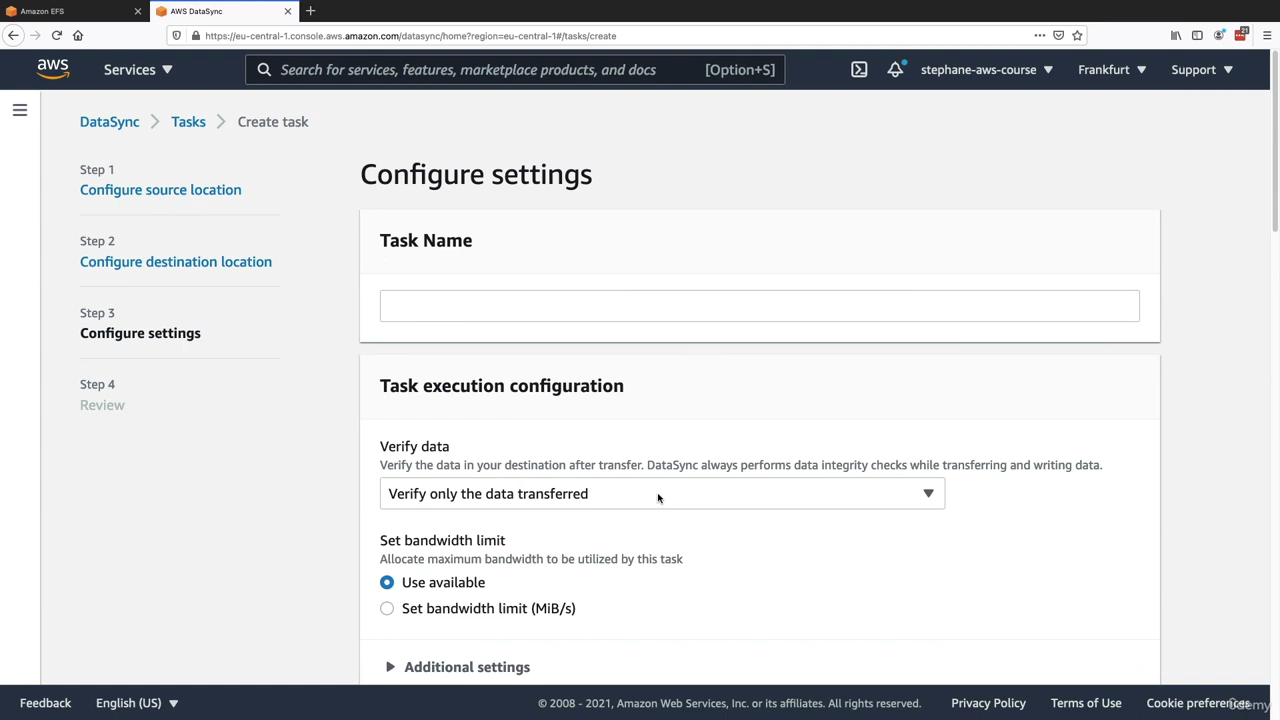 Amazon EFS
AWS DataSync
https://eu-central-1.console.aws.amazon.com/datasync/home?region=eu-central-1#/tasks/create
21
aws
Services
Search for services, features, marketplace products, and docs
[Option+S]
stephane-aws-course
Frankfurt
Support
DataSync
Tasks
Create task
Step 1
Configure source location
Step 2
Configure destination location
Step 3
Configure settings
Step 4
Review
Configure settings
Task Name
Task execution configuration
Verify data
Verify the data in your destination after transfer. DataSync always performs data integrity checks while transferring and writing data.
Verify only the data transferred
Set bandwidth limit
Allocate maximum bandwidth to be utilized by this task
Use available
Set bandwidth limit (MiB/s)
Additional settings
Feedback
English (US)
© 2008 - 2021, Amazon Web Services, Inc. or its affiliates. All rights reserved.
Privacy Policy
Terms of Use
Cookie preferences
Udemy